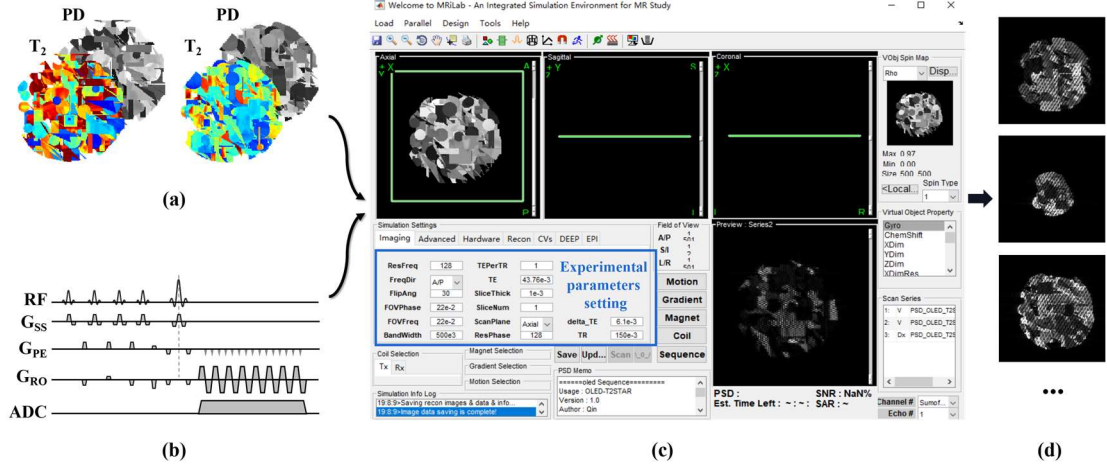 PD
T2
PD
T2
(a)
RF
GSS
GPE
GRO
ADC
(b)
Welcome to MRiLab - An Integrated Simulation Environment for MR Study
Load Parallel Design Tools Help
Axial
Sagittal
Coronal
+ X
Y
A
P
+ Y
Z
S
I
+ X
Z
S
L
R
VObj Spin Map
Rho
Disp...
Max 0.97
Min 0.00
Size 500 500
<Local...
Spin Type
1
Simulation Settings
Imaging Advanced Hardware Recon CVs DEEP EPI
ResFreq 128 TEPerTR 1
FreqDir A/P TE 43.76e-3
FlipAng 30 SliceThick 1e-3
FOVPhase 22e-2 SliceNum 1
FOVFreq 22e-2 ScanPlane Axial delta_TE 6.1e-3
BandWidth 500e3 ResPhase 128 TR 150e-3
Experimental
parameters
setting
Field of View
A/P 1
501
S/I 1
2
L/R 1
501
Motion
Gradient
Magnet
Coil
Sequence
Preview : Series2
PSD : SNR : NaN%
Est. Time Left : ~ : ~ : SAR : ~
Virtual Object Property
Gyro
ChemShift
XDim
YDim
ZDim
XDimRes
Scan Series
1: V PSD_OLED_T2S
2: V PSD_OLED_T2S
3: Dx PSD_OLED_T2S
Channel # Sumof...
Echo # 1
Coil Selection
Tx Rx
Magnet Selection
Gradient Selection
Motion Selection
Save Upd... Scan
PSD Memo
======oled Sequence=========
Usage : OLED-T2STAR
Version : 1.0
Author : Qin
Simulation Info Log
19:8:9>Saving recon images & data & info...
19:8:9>Image data saving is complete!
(c)
...
(d)